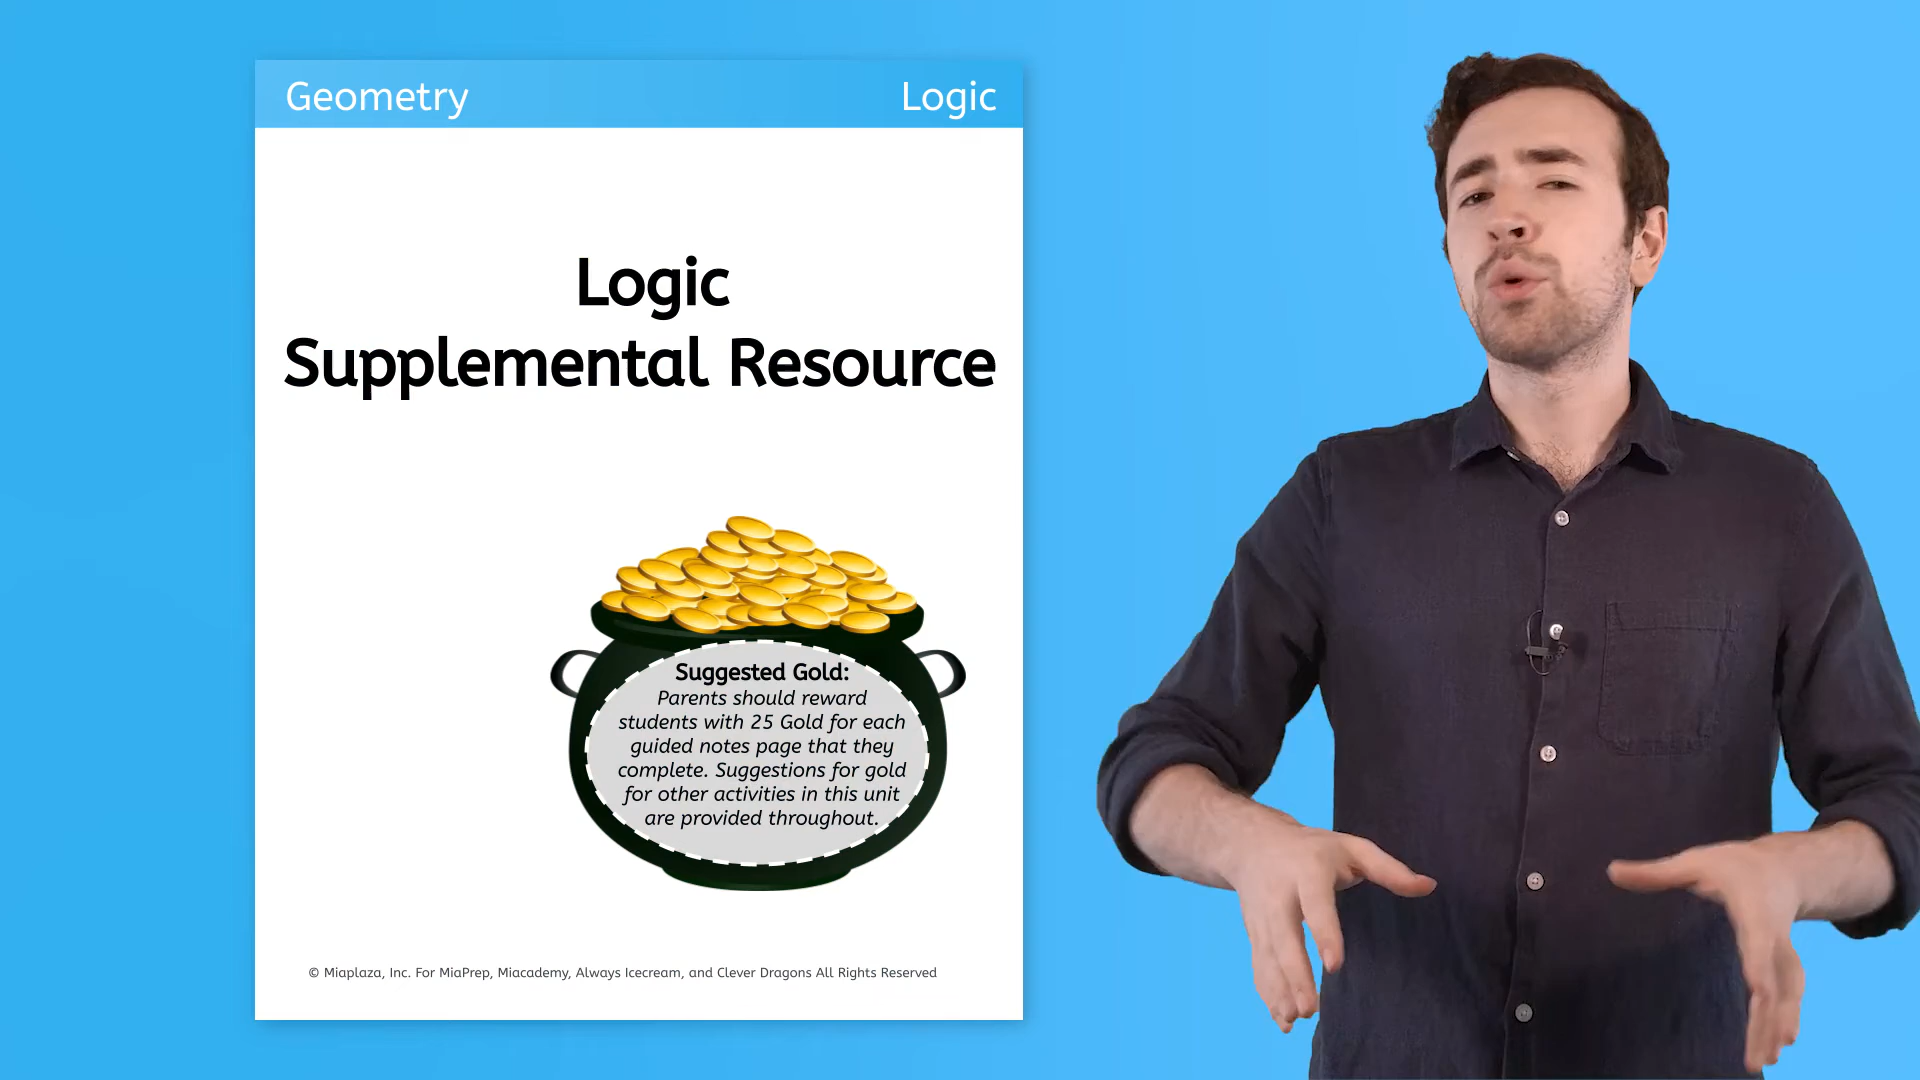 Geometry
Logic
Logic
Supplemental Resource
Suggested Gold:
Parents should reward
students with 25 Gold for each
guided notes page that they
complete. Suggestions for gold
for other activities in this unit
are provided throughout.
© Miaplaza, Inc. For MiaPrep, Miacademy, Always Icecream, and Clever Dragons All Rights Reserved